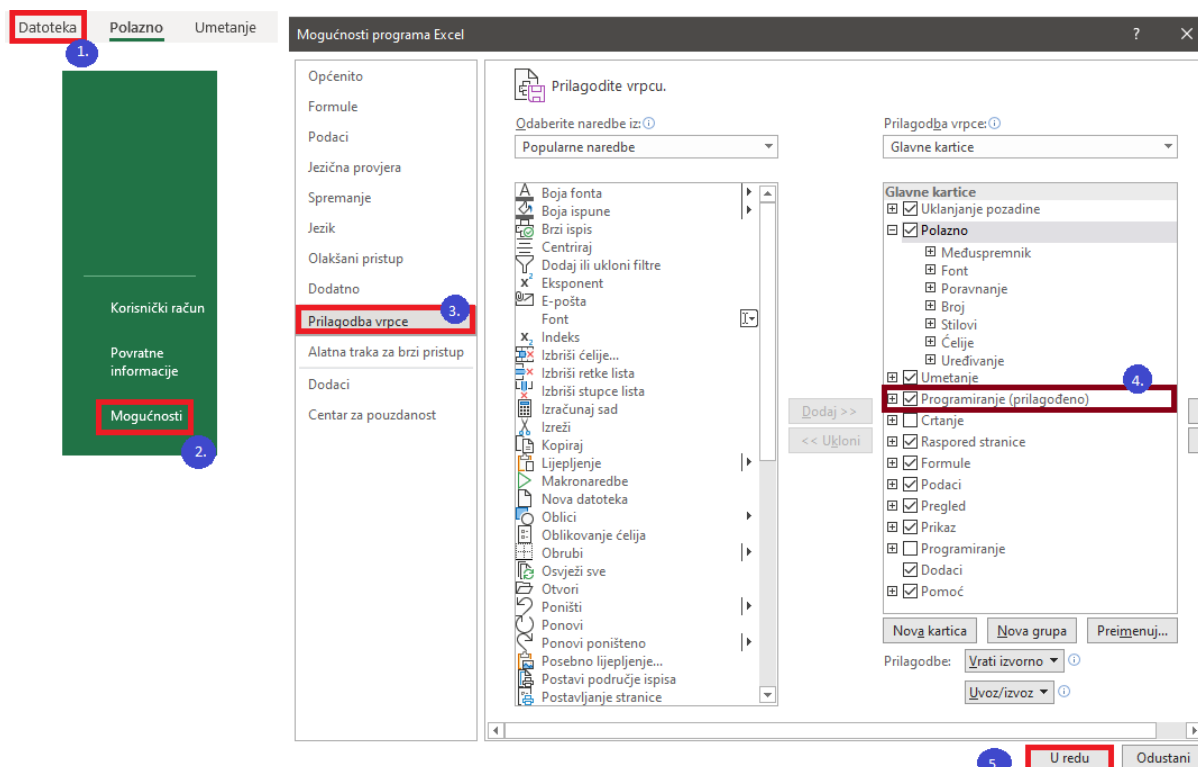 Datoteka Polazno Umetanje
1.
Korisnički račun
Povratne
informacije
Mogućnosti
2.
Mogućnosti programa Excel ? ×
Općenito
Formule
Podaci
Jezična provjera
Spremanje
Jezik
Olakšani pristup
Dodatno
Prilagodba vrpce
3.
Alatna traka za brzi pristup
Dodaci
Centar za pouzdanost
Prilagodite vrpcu.
Odaberite naredbe iz:
Popularne naredbe
Boja fonta
Boja ispune
Brzi ispis
Centriraj
Dodaj ili ukloni filtre
Eksponent
E-pošta
Font
Indeks
Izbriši ćelije...
Izbriši retke lista
Izbriši stupce lista
Izračunaj sad
Izreži
Kopiraj
Lijepljenje
Makronaredbe
Nova datoteka
Oblici
Oblikovanje ćelija
Obrubi
Osvježi sve
Otvori
Poništi
Ponovi
Ponovi poništeno
Posebno lijepljenje...
Postavi područje ispisa
Postavljanje stranice
Dodaj >>
<< Ukloni
Prilagodba vrpce:
Glavne kartice
Glavne kartice
Uklanjanje pozadine
Polazno
Međuspremnik
Font
Poravnanje
Broj
Stilovi
Ćelije
Uređivanje
Umetanje
4.
Programiranje (prilagođeno)
Crtanje
Raspored stranice
Formule
Podaci
Pregled
Prikaz
Programiranje
Dodaci
Pomoć
Nova kartica Nova grupa Preimenuj...
Prilagodbe: Vrati izvorno
Uvoz/izvoz
5.
U redu Odustani